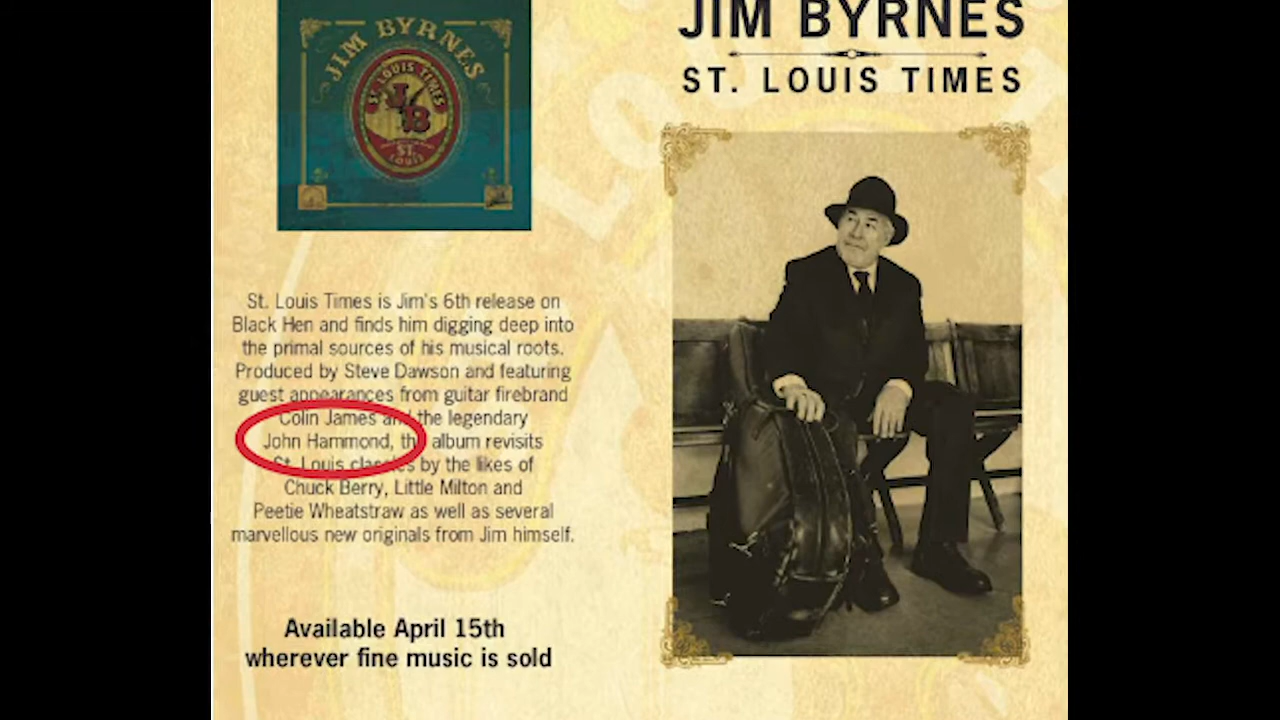 JIM BYRNES
ST. LOUIS TIMES
JB
ST.
LOUIS
St. Louis Times is Jim's 6th release on
Black Hen and finds him digging deep into
the primal sources of his musical roots.
Produced by Steve Dawson and featuring
guest appearances from guitar firebrand
Colin James and the legendary
John Hammond, the album revisits
St. Louis classics by the likes of
Chuck Berry, Little Milton and
Peetie Wheatstraw as well as several
marvellous new originals from Jim himself.
Available April 15th
wherever fine music is sold
JIM BYRNES
ST. LOUIS TIMES